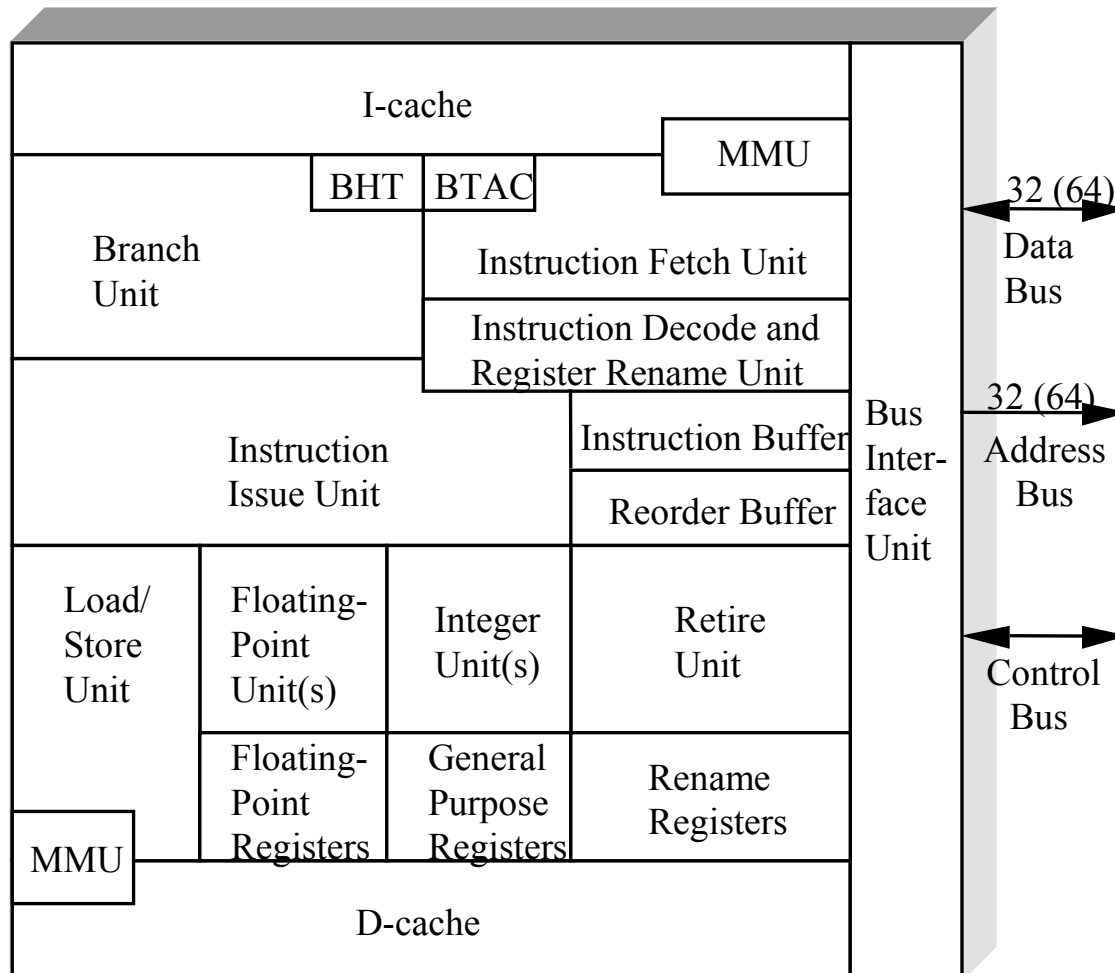 I-cache
MMU
BHT
BTAC
Branch
Unit
Instruction Fetch Unit
Instruction Decode and
Register Rename Unit
Instruction
Issue Unit
Instruction Buffer
Reorder Buffer
Load/
Store
Unit
Floating-
Point
Unit(s)
Integer
Unit(s)
Retire
Unit
Floating-
Point
Registers
General
Purpose
Registers
Rename
Registers
MMU
D-cache
Bus
Inter-
face
Unit
32 (64)
Data
Bus
32 (64)
Address
Bus
Control
Bus